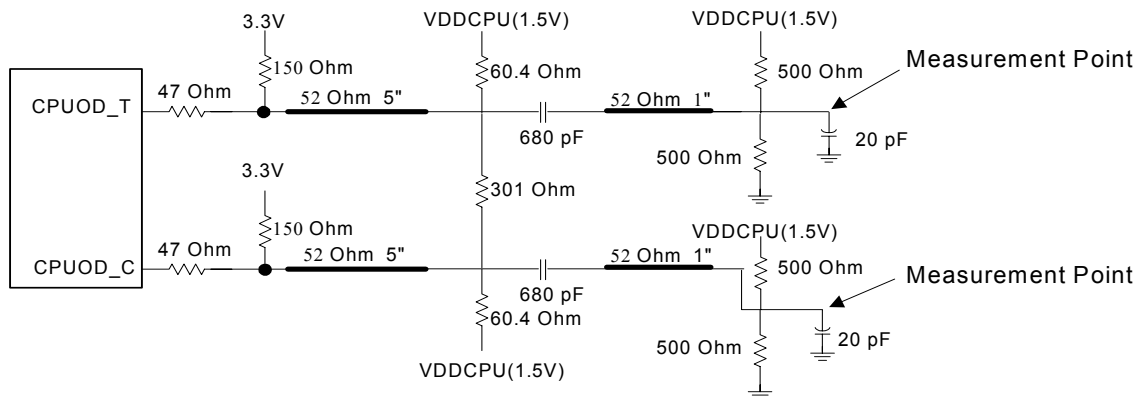 3.3V
VDDCPU(1.5V)
VDDCPU(1.5V)
Measurement Point
150 Ohm
60.4 Ohm
500 Ohm
47 Ohm
CPUOD_T
52 Ohm 5"
52 Ohm 1"
680 pF
20 pF
500 Ohm
3.3V
301 Ohm
150 Ohm
VDDCPU(1.5V)
47 Ohm
52 Ohm 5"
52 Ohm 1"
500 Ohm
Measurement Point
CPUOD_C
680 pF
60.4 Ohm
20 pF
500 Ohm
VDDCPU(1.5V)